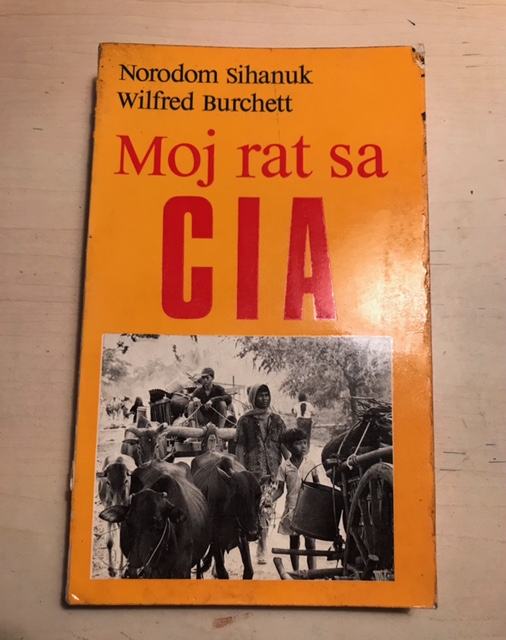 Norodom Sihanuk
Wilfred Burchett
Moj rat sa
CIA